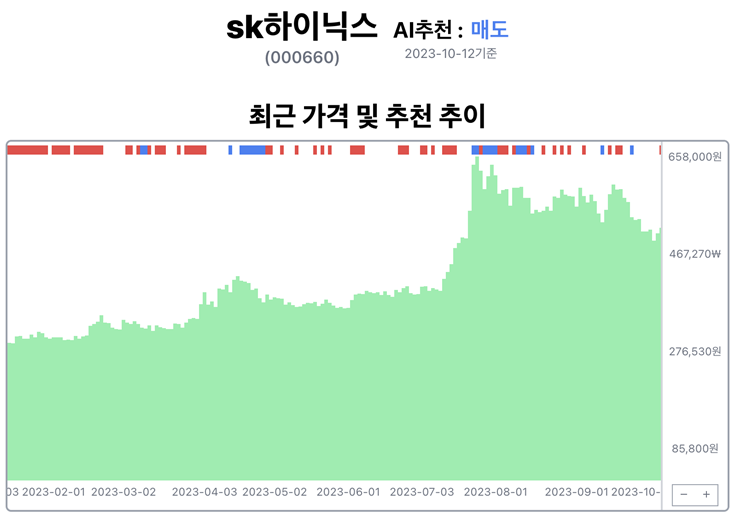 sk하이닉스 AI추천 : 매도
(000660) 2023-10-12기준
최근 가격 및 추천 추이
658,000원
467,270₩
276,530원
85,800원
03 2023-02-01 2023-03-02 2023-04-03 2023-05-02 2023-06-01 2023-07-03 2023-08-01 2023-09-01 2023-10-
− +